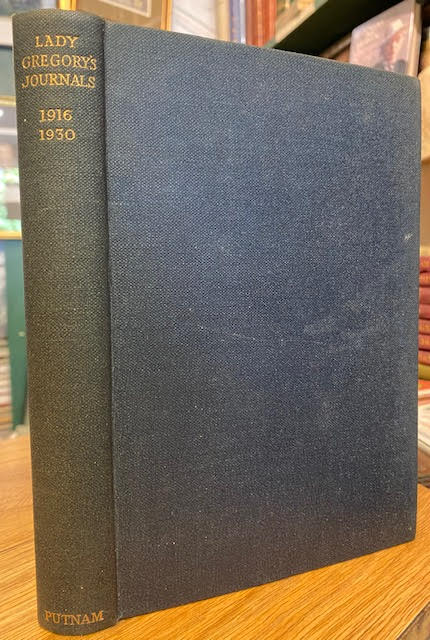 LADY
GREGORY'S
JOURNALS
1916
1930
PUTNAM